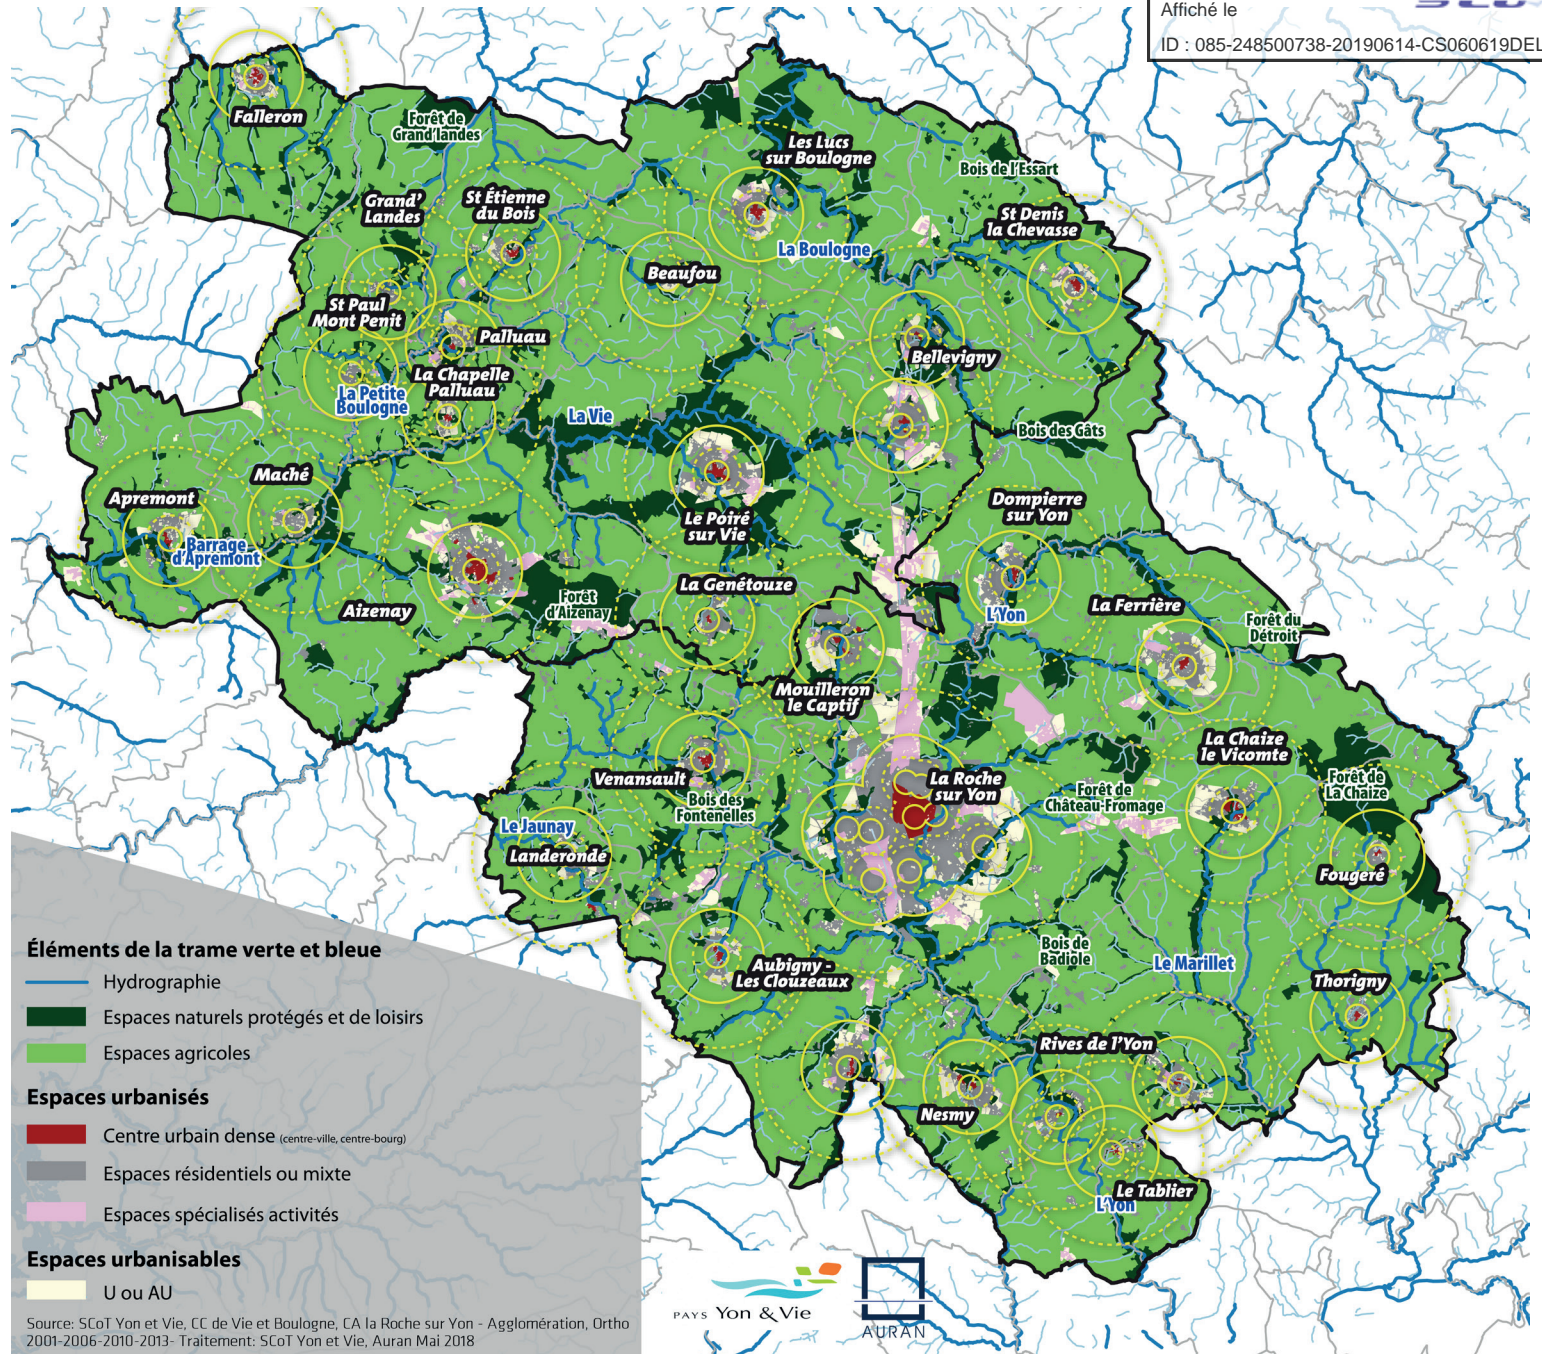 Affiché le
ID : 085-248500738-20190614-CS060619DEL
Falleron
Forêt de
Grand'landes
Les Lucs
sur Boulogne
Bois de l'Essart
Grand'
Landes
St Étienne
du Bois
St Denis
la Chevasse
La Boulogne
Beaufou
St Paul
Mont Penit
Palluau
Bellevigny
La Chapelle
Palluau
La Petite
Boulogne
La Vie
Bois des Gâts
Maché
Apremont
Dompierre
sur Yon
Le Poiré
sur Vie
Barrage
d'Apremont
La Genétouze
Forêt
d'Aizenay
Aizenay
L'Yon
La Ferrière
Forêt du
Détroit
Mouilleron
le Captif
La Chaize
le Vicomte
Venansault
La Roche
sur Yon
Forêt de
La Chaize
Forêt de
Château-Fromage
Bois des
Fontenelles
Le Jaunay
Landeronde
Fougeré
Bois de
Badiole
Aubigny -
Les Clouzeaux
Le Marillet
Thorigny
Rives de l'Yon
Nesmy
Le Tablier
L'Yon
Éléments de la trame verte et bleue
Hydrographie
Espaces naturels protégés et de loisirs
Espaces agricoles
Espaces urbanisés
Centre urbain dense (centre-ville, centre-bourg)
Espaces résidentiels ou mixte
Espaces spécialisés activités
Espaces urbanisables
U ou AU
Source: SCoT Yon et Vie, CC de Vie et Boulogne, CA la Roche sur Yon - Agglomération, Ortho
2001-2006-2010-2013- Traitement: SCoT Yon et Vie, Auran Mai 2018
PAYS Yon & Vie
AURAN